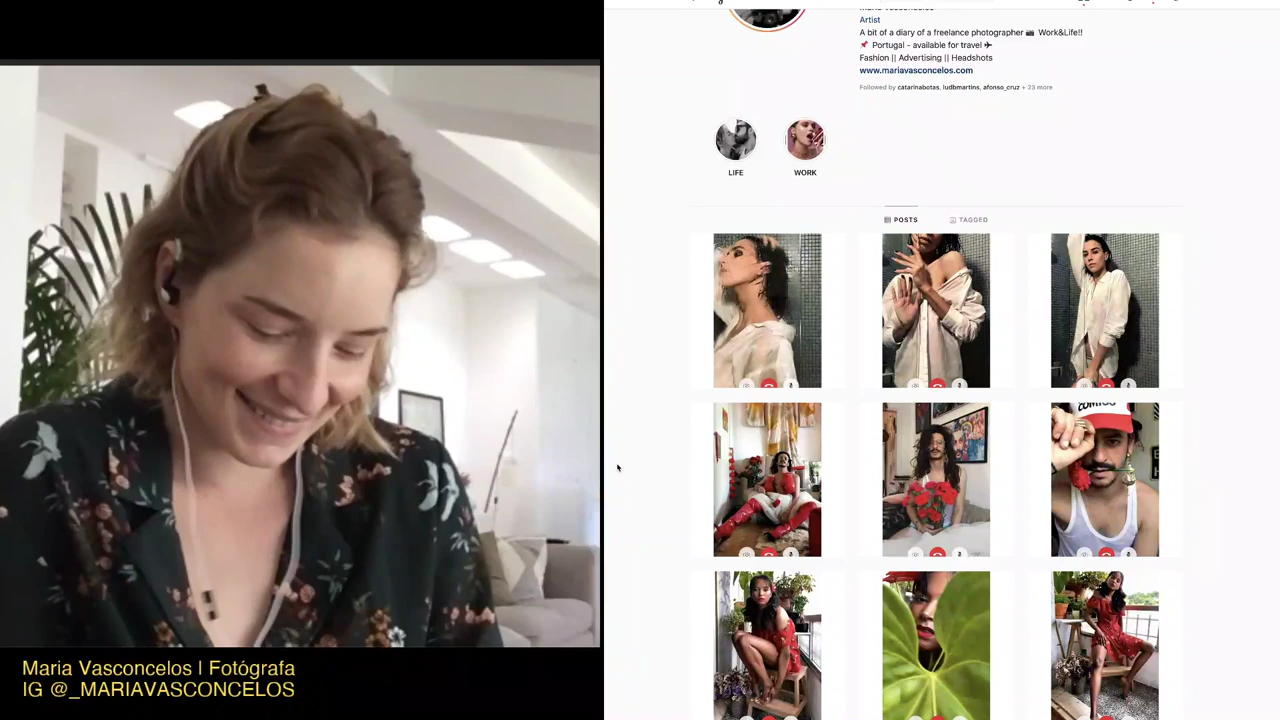 Maria Vasconcelos | Fotógrafa
IG @_MARIAVASCONCELOS
Artist
A bit of a diary of a freelance photographer 📷 Work&Life!!
📌 Portugal - available for travel ✈
Fashion || Advertising || Headshots
www.mariavasconcelos.com
Followed by catarinabotas, ludbmartins, afonso_cruz + 23 more
LIFE
WORK
POSTS
TAGGED